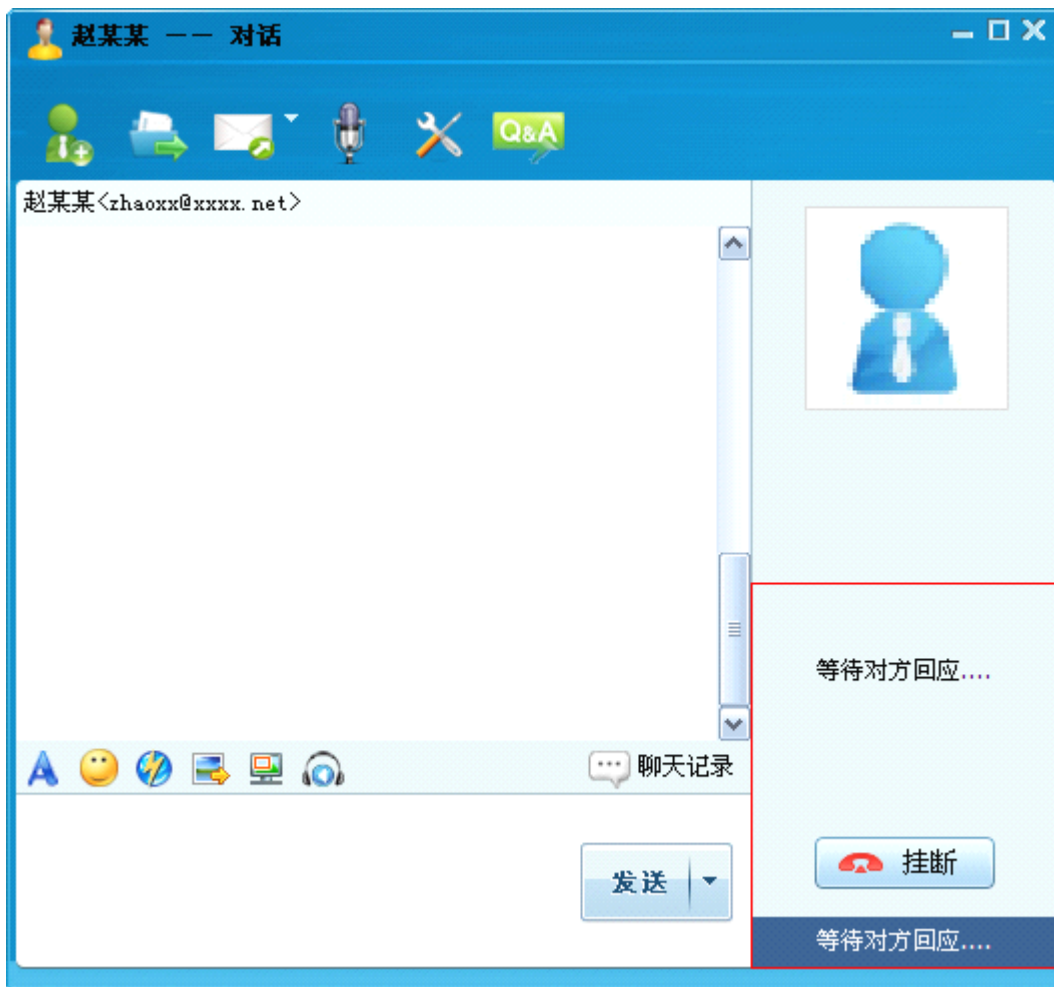 赵某某 —— 对话
Q&A
赵某某<zhaoxx@xxxx.net>
等待对方回应....
聊天记录
挂断
发送
等待对方回应....